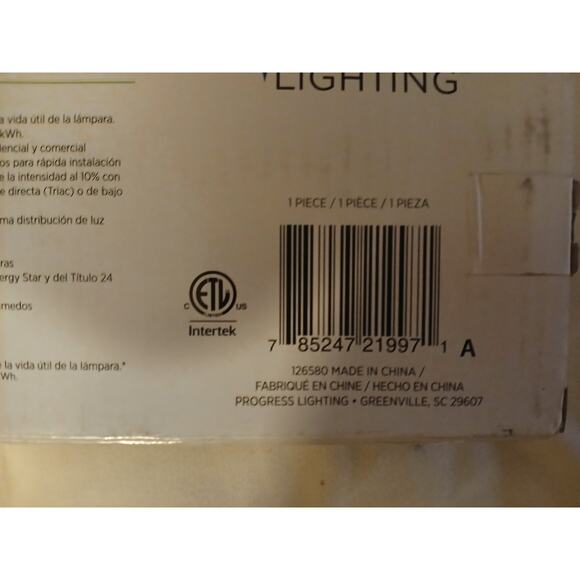 LIGHTING
a vida útil de la lámpara.
kWh.
dencial y comercial
os para rápida instalación
e la intensidad al 10% con
e directa (Triac) o de bajo
ma distribución de luz
ras
ergy Star y del Título 24
medos
e la vida útil de la lámpara.*
Wh.
1 PIECE / 1 PIÈCE / 1 PIEZA
C ETL US
Intertek
7 85247 21997 1 A
126580 MADE IN CHINA /
FABRIQUÉ EN CHINE / HECHO EN CHINA
PROGRESS LIGHTING • GREENVILLE, SC 29607